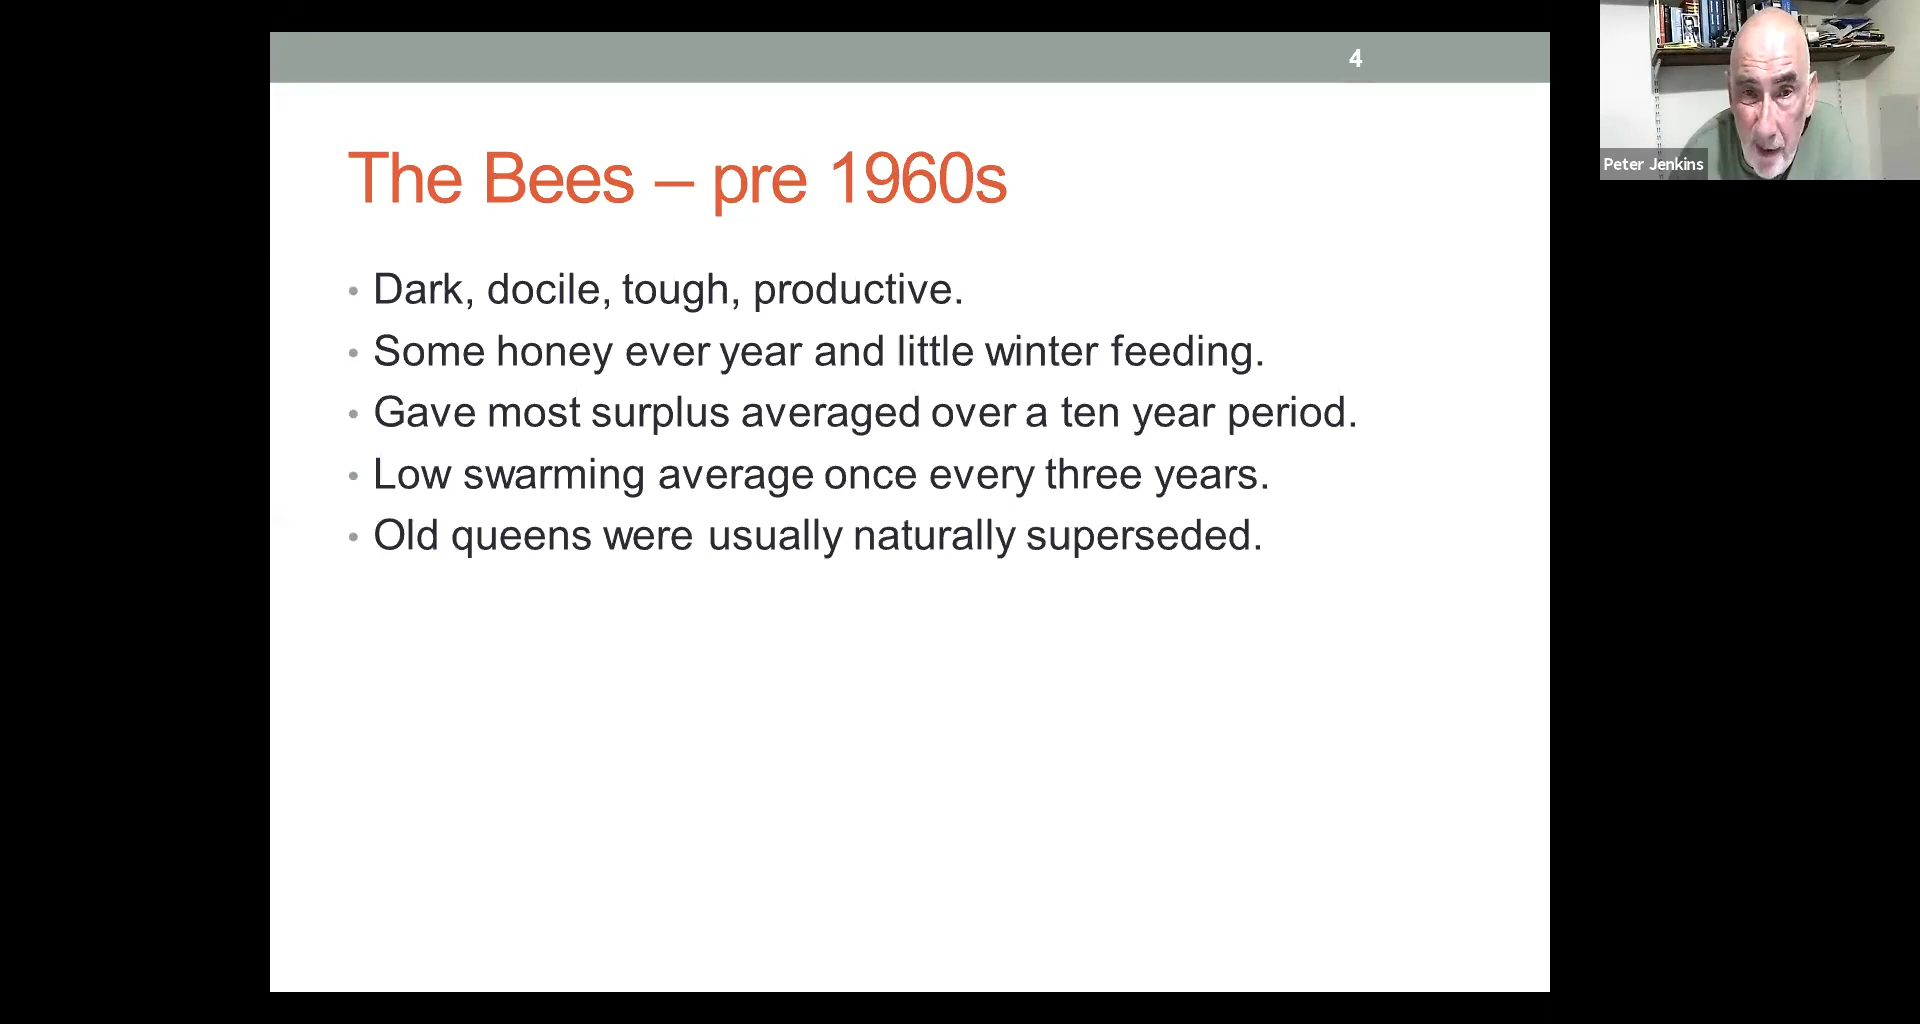 4
The Bees – pre 1960s
• Dark, docile, tough, productive.
• Some honey ever year and little winter feeding.
• Gave most surplus averaged over a ten year period.
• Low swarming average once every three years.
• Old queens were usually naturally superseded.
Peter Jenkins